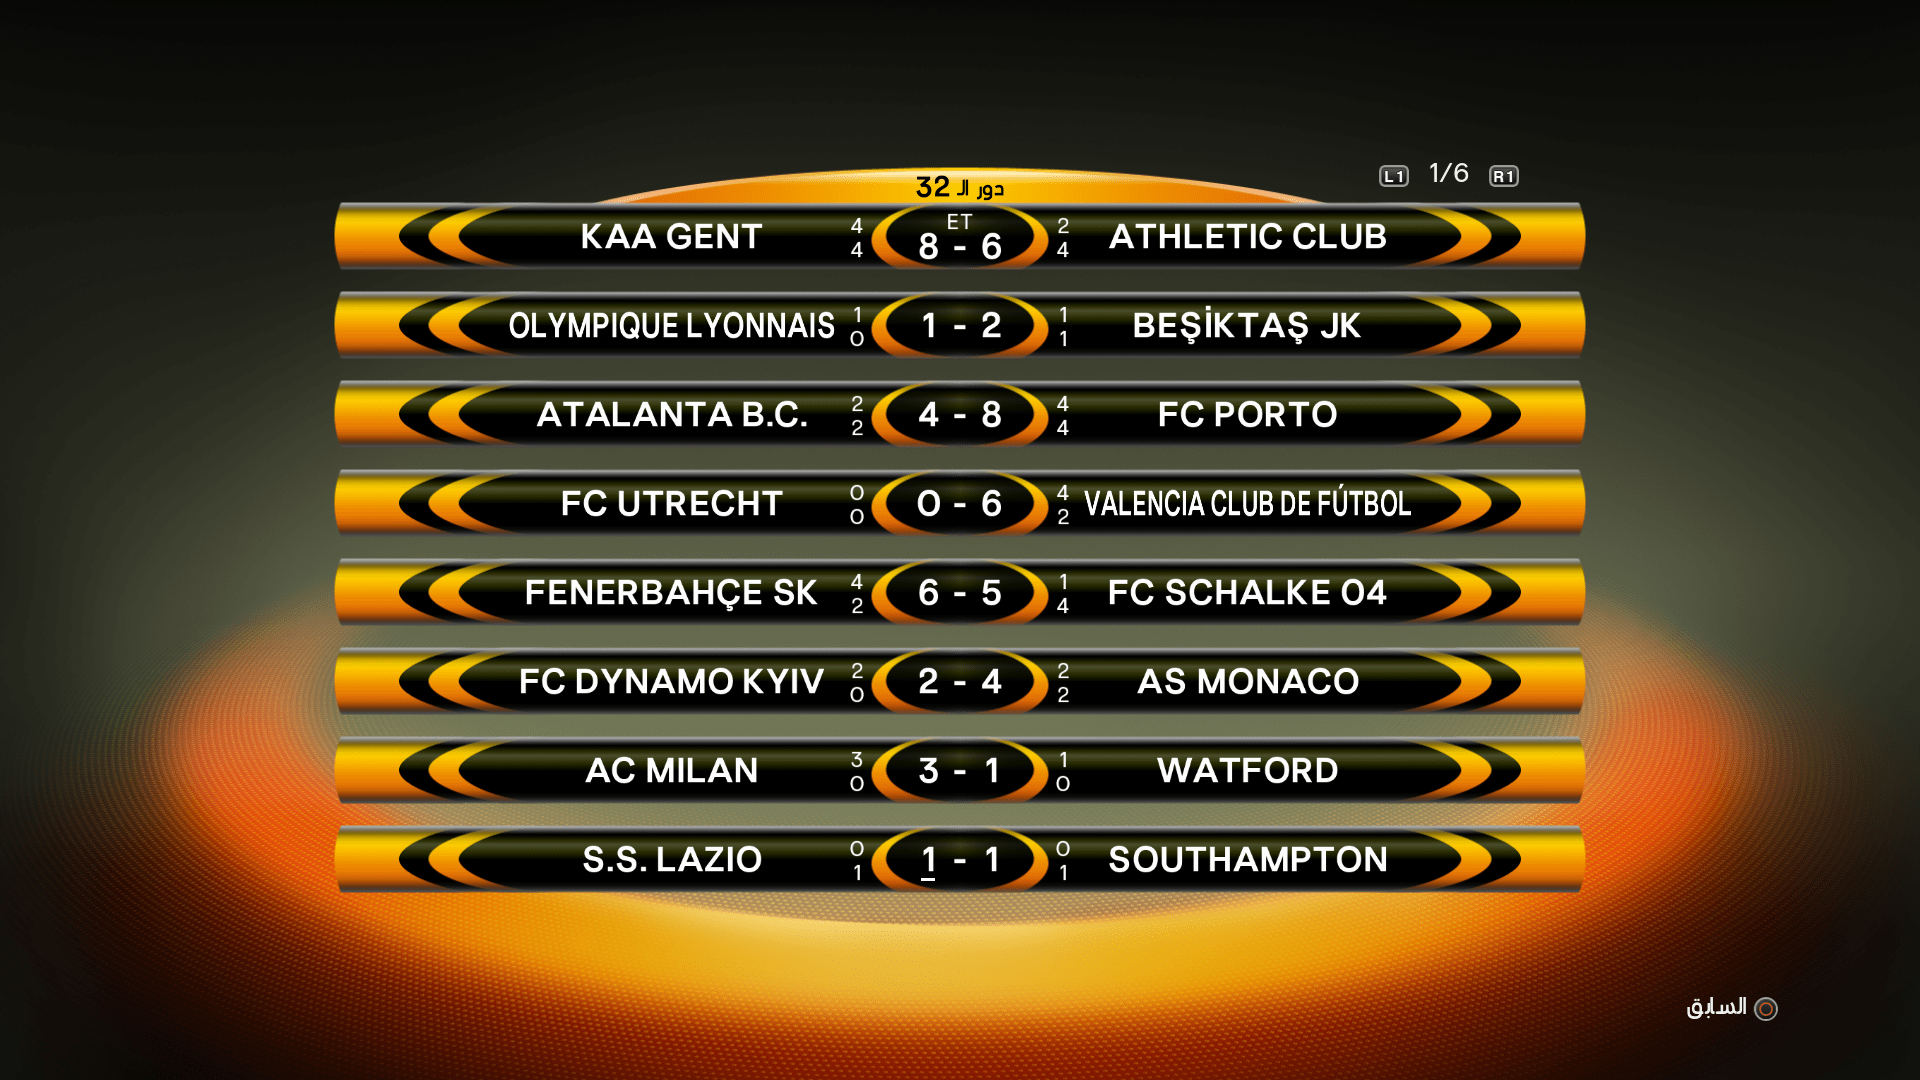 L1 1/6 R1
دور الـ 32
KAA GENT 4 4 ET 8 - 6 2 4 ATHLETIC CLUB
OLYMPIQUE LYONNAIS 1 0 1 - 2 1 1 BEŞİKTAŞ JK
ATALANTA B.C. 2 2 4 - 8 4 4 FC PORTO
FC UTRECHT 0 0 0 - 6 4 2 VALENCIA CLUB DE FÚTBOL
FENERBAHÇE SK 4 2 6 - 5 1 4 FC SCHALKE 04
FC DYNAMO KYIV 2 0 2 - 4 2 2 AS MONACO
AC MILAN 3 0 3 - 1 1 0 WATFORD
S.S. LAZIO 0 1 1 - 1 0 1 SOUTHAMPTON
السابق